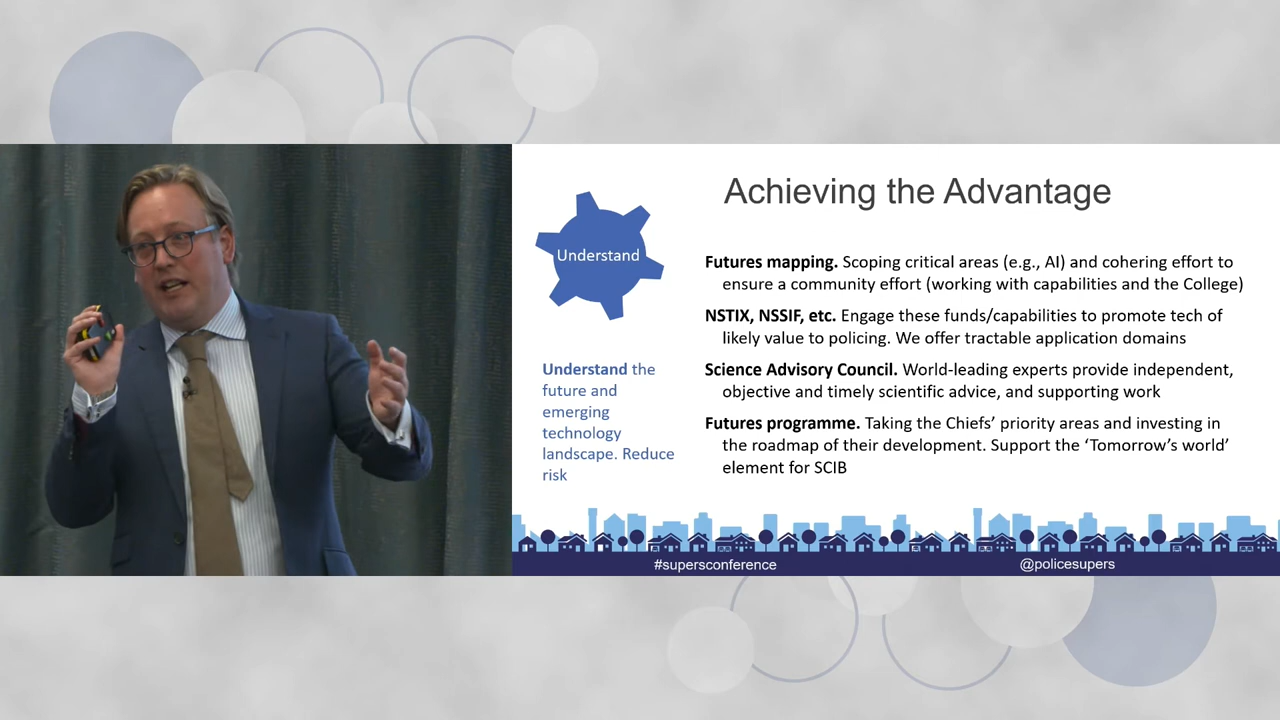 Achieving the Advantage
Understand
Understand the
future and
emerging
technology
landscape. Reduce
risk
Futures mapping. Scoping critical areas (e.g., AI) and cohering effort to
ensure a community effort (working with capabilities and the College)
NSTIX, NSSIF, etc. Engage these funds/capabilities to promote tech of
likely value to policing. We offer tractable application domains
Science Advisory Council. World-leading experts provide independent,
objective and timely scientific advice, and supporting work
Futures programme. Taking the Chiefs’ priority areas and investing in
the roadmap of their development. Support the ‘Tomorrow’s world’
element for SCIB
#supersconference
@policesupers